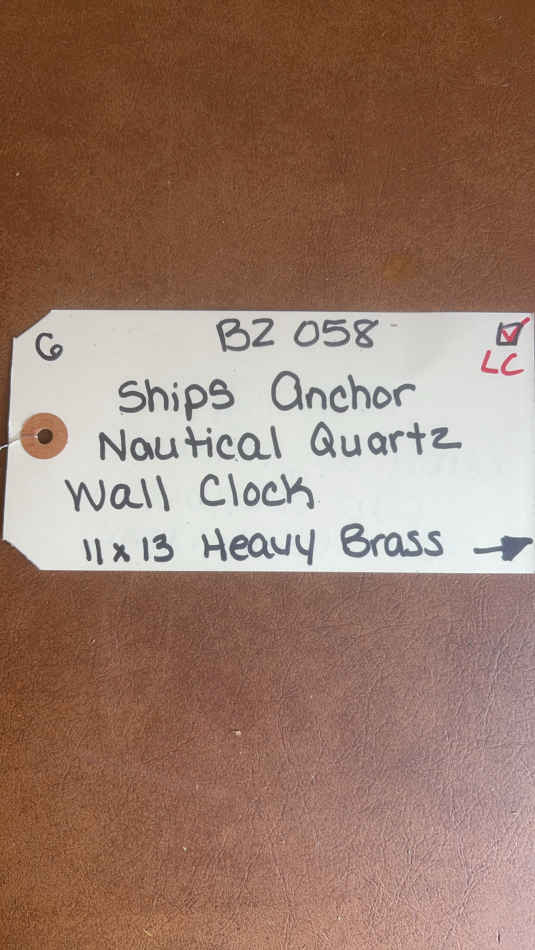 G
BZ 058
LC
Ships Anchor
Nautical Quartz
Wall Clock
11 x 13 Heavy Brass →